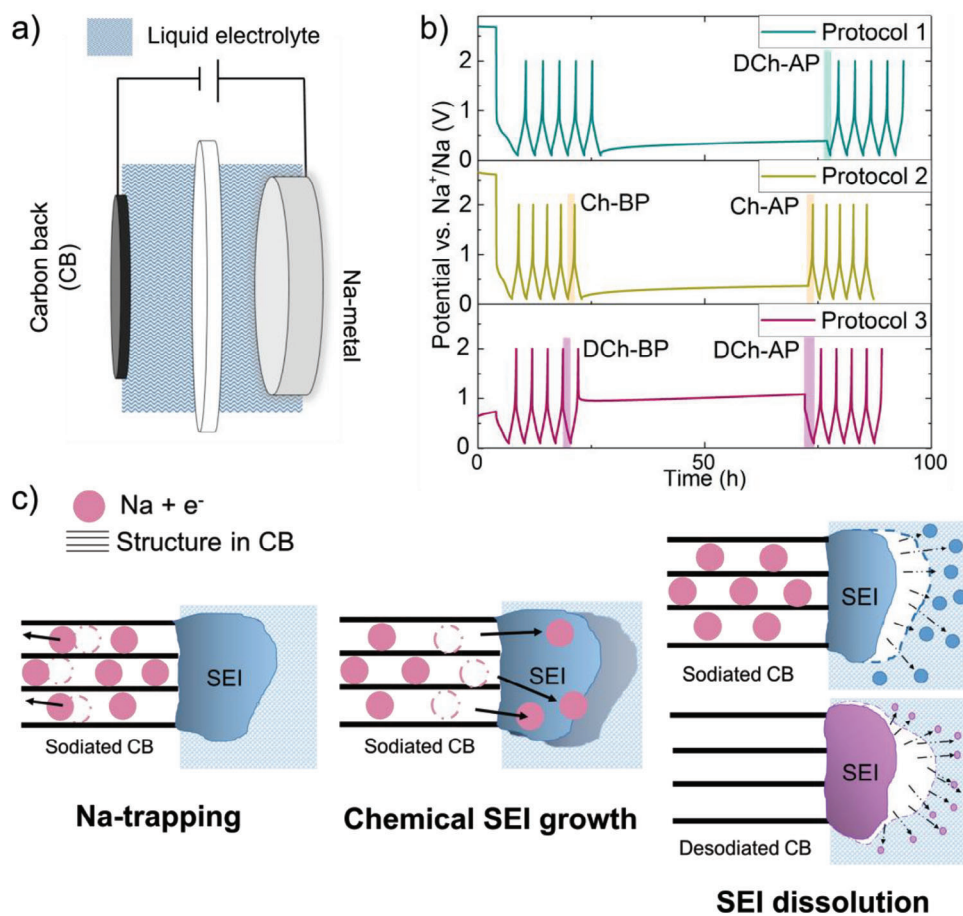 a)
Liquid electrolyte
Carbon back
(CB)
Na-metal
b)
Potential vs. Na⁺/Na (V)
2
1
0
Protocol 1
DCh-AP
2
1
0
Protocol 2
Ch-BP
Ch-AP
2
1
0
Protocol 3
DCh-BP
DCh-AP
0
50
100
Time (h)
c)
Na + e⁻
Structure in CB
SEI
Sodiated CB
Na-trapping
SEI
Sodiated CB
Chemical SEI growth
SEI
Sodiated CB
SEI
Desodiated CB
SEI dissolution